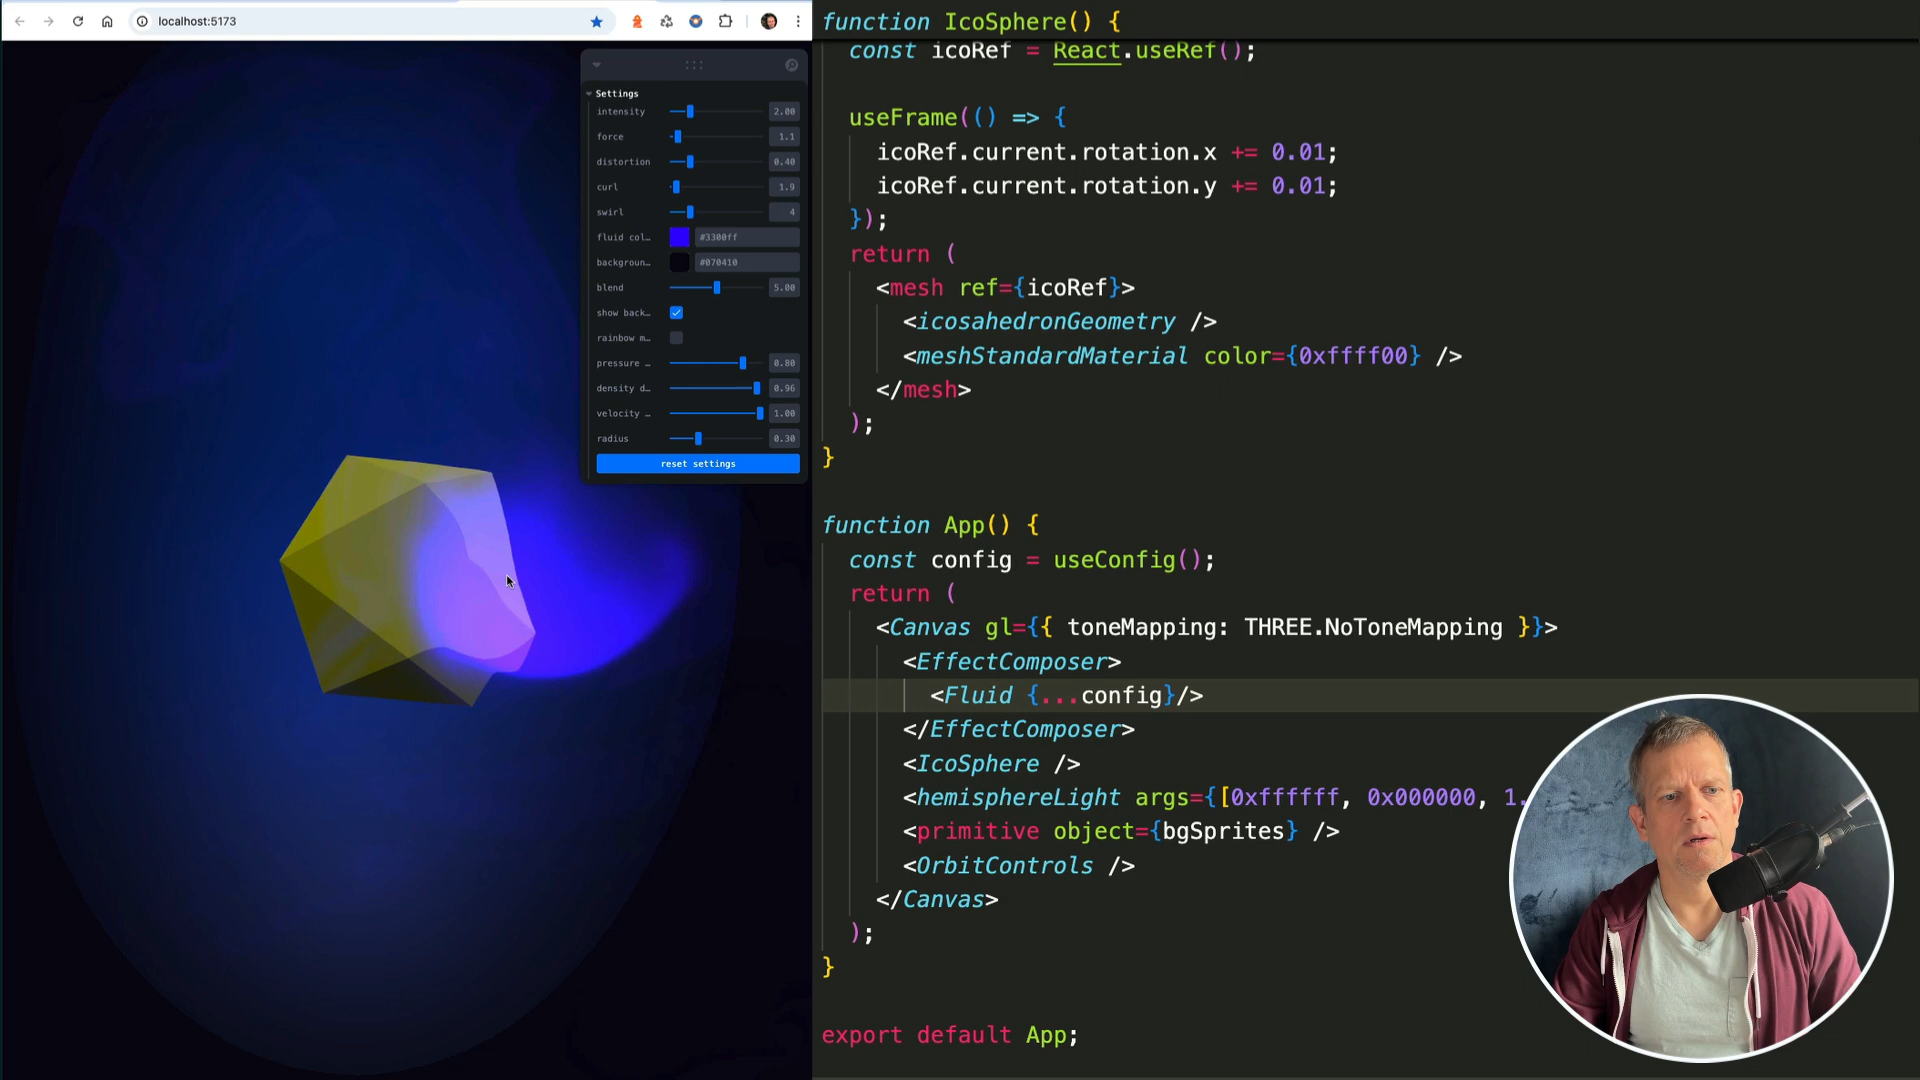 localhost:5173
Settings
intensity 2.00
force 1.1
distortion 0.40
curl 1.9
swirl 4
fluid col… #3300ff
backgroun… #070410
blend 5.00
show back…
rainbow m…
pressure … 0.80
density d… 0.96
velocity … 1.00
radius 0.30
reset settings
function IcoSphere() {
const icoRef = React.useRef();
useFrame(() => {
icoRef.current.rotation.x += 0.01;
icoRef.current.rotation.y += 0.01;
});
return (
<mesh ref={icoRef}>
<icosahedronGeometry />
<meshStandardMaterial color={0xffff00} />
</mesh>
);
}
function App() {
const config = useConfig();
return (
<Canvas gl={{ toneMapping: THREE.NoToneMapping }}>
<EffectComposer>
<Fluid {...config}/>
</EffectComposer>
<IcoSphere />
<hemisphereLight args={[0xffffff, 0x000000, 1.
<primitive object={bgSprites} />
<OrbitControls />
</Canvas>
);
}
export default App;